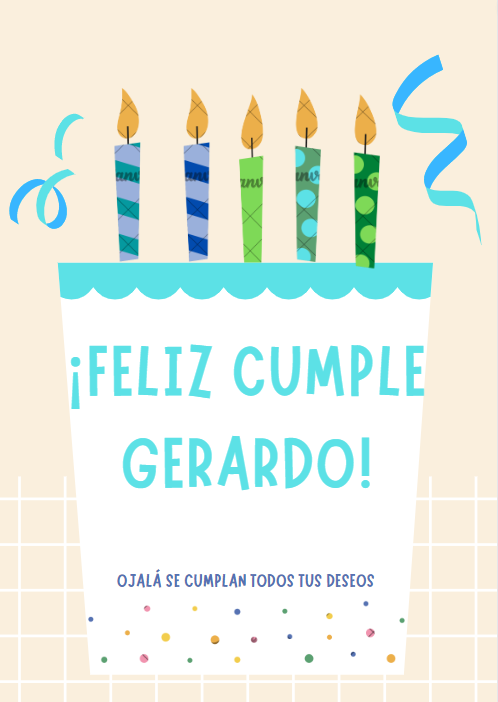 ¡FELIZ CUMPLE
GERARDO!
OJALÁ SE CUMPLAN TODOS TUS DESEOS